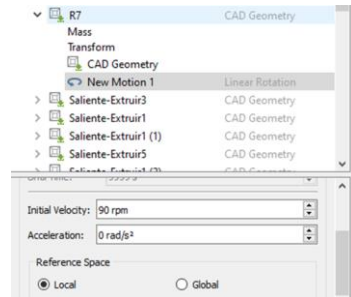 R7 CAD Geometry
Mass
Transform
CAD Geometry
New Motion 1 Linear Rotation
Saliente-Extruir3 CAD Geometry
Saliente-Extruir1 CAD Geometry
Saliente-Extruir1 (1) CAD Geometry
Saliente-Extruir5 CAD Geometry
Initial Velocity: 90 rpm
Acceleration: 0 rad/s²
Reference Space
Local Global